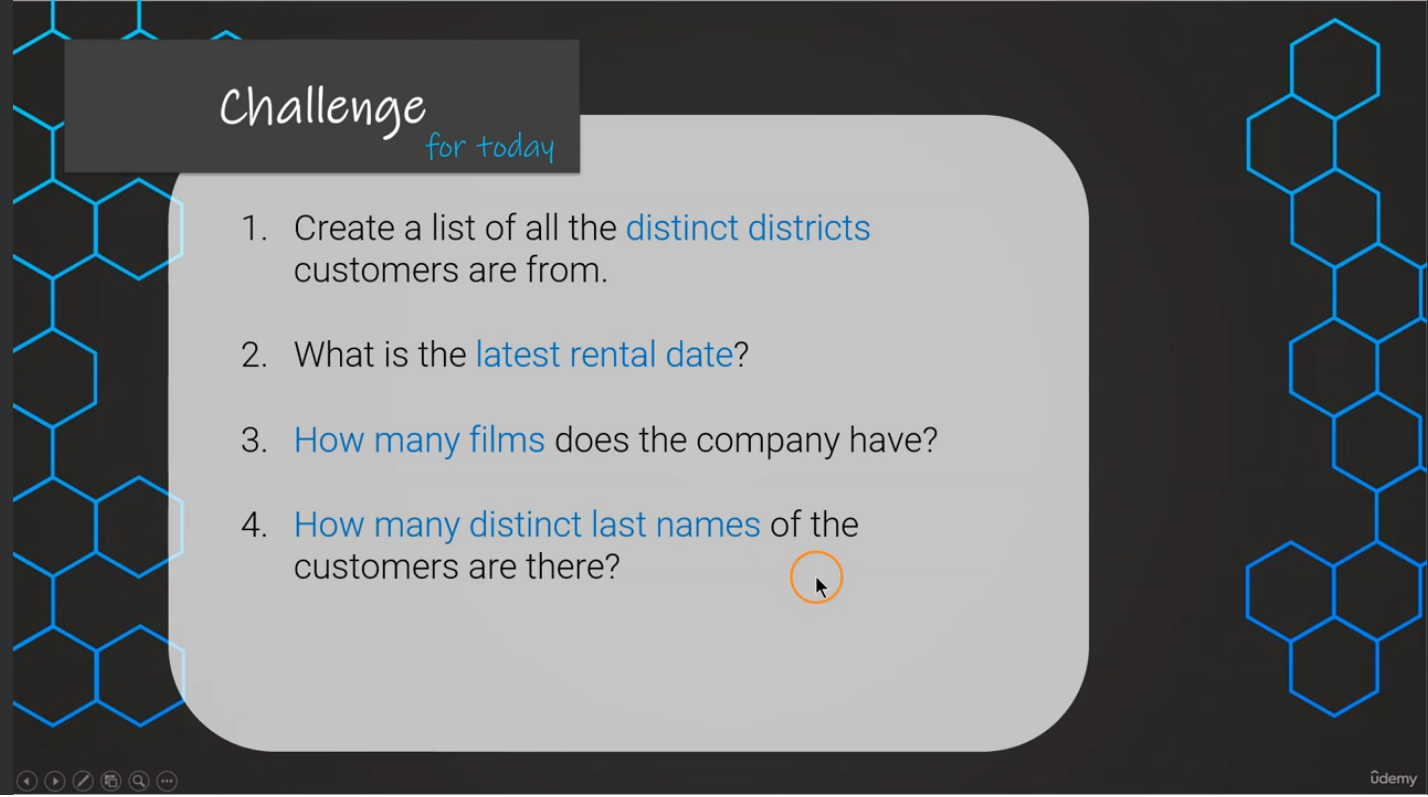 Challenge
for today
1. Create a list of all the distinct districts
customers are from.
2. What is the latest rental date?
3. How many films does the company have?
4. How many distinct last names of the
customers are there?
ûdemy